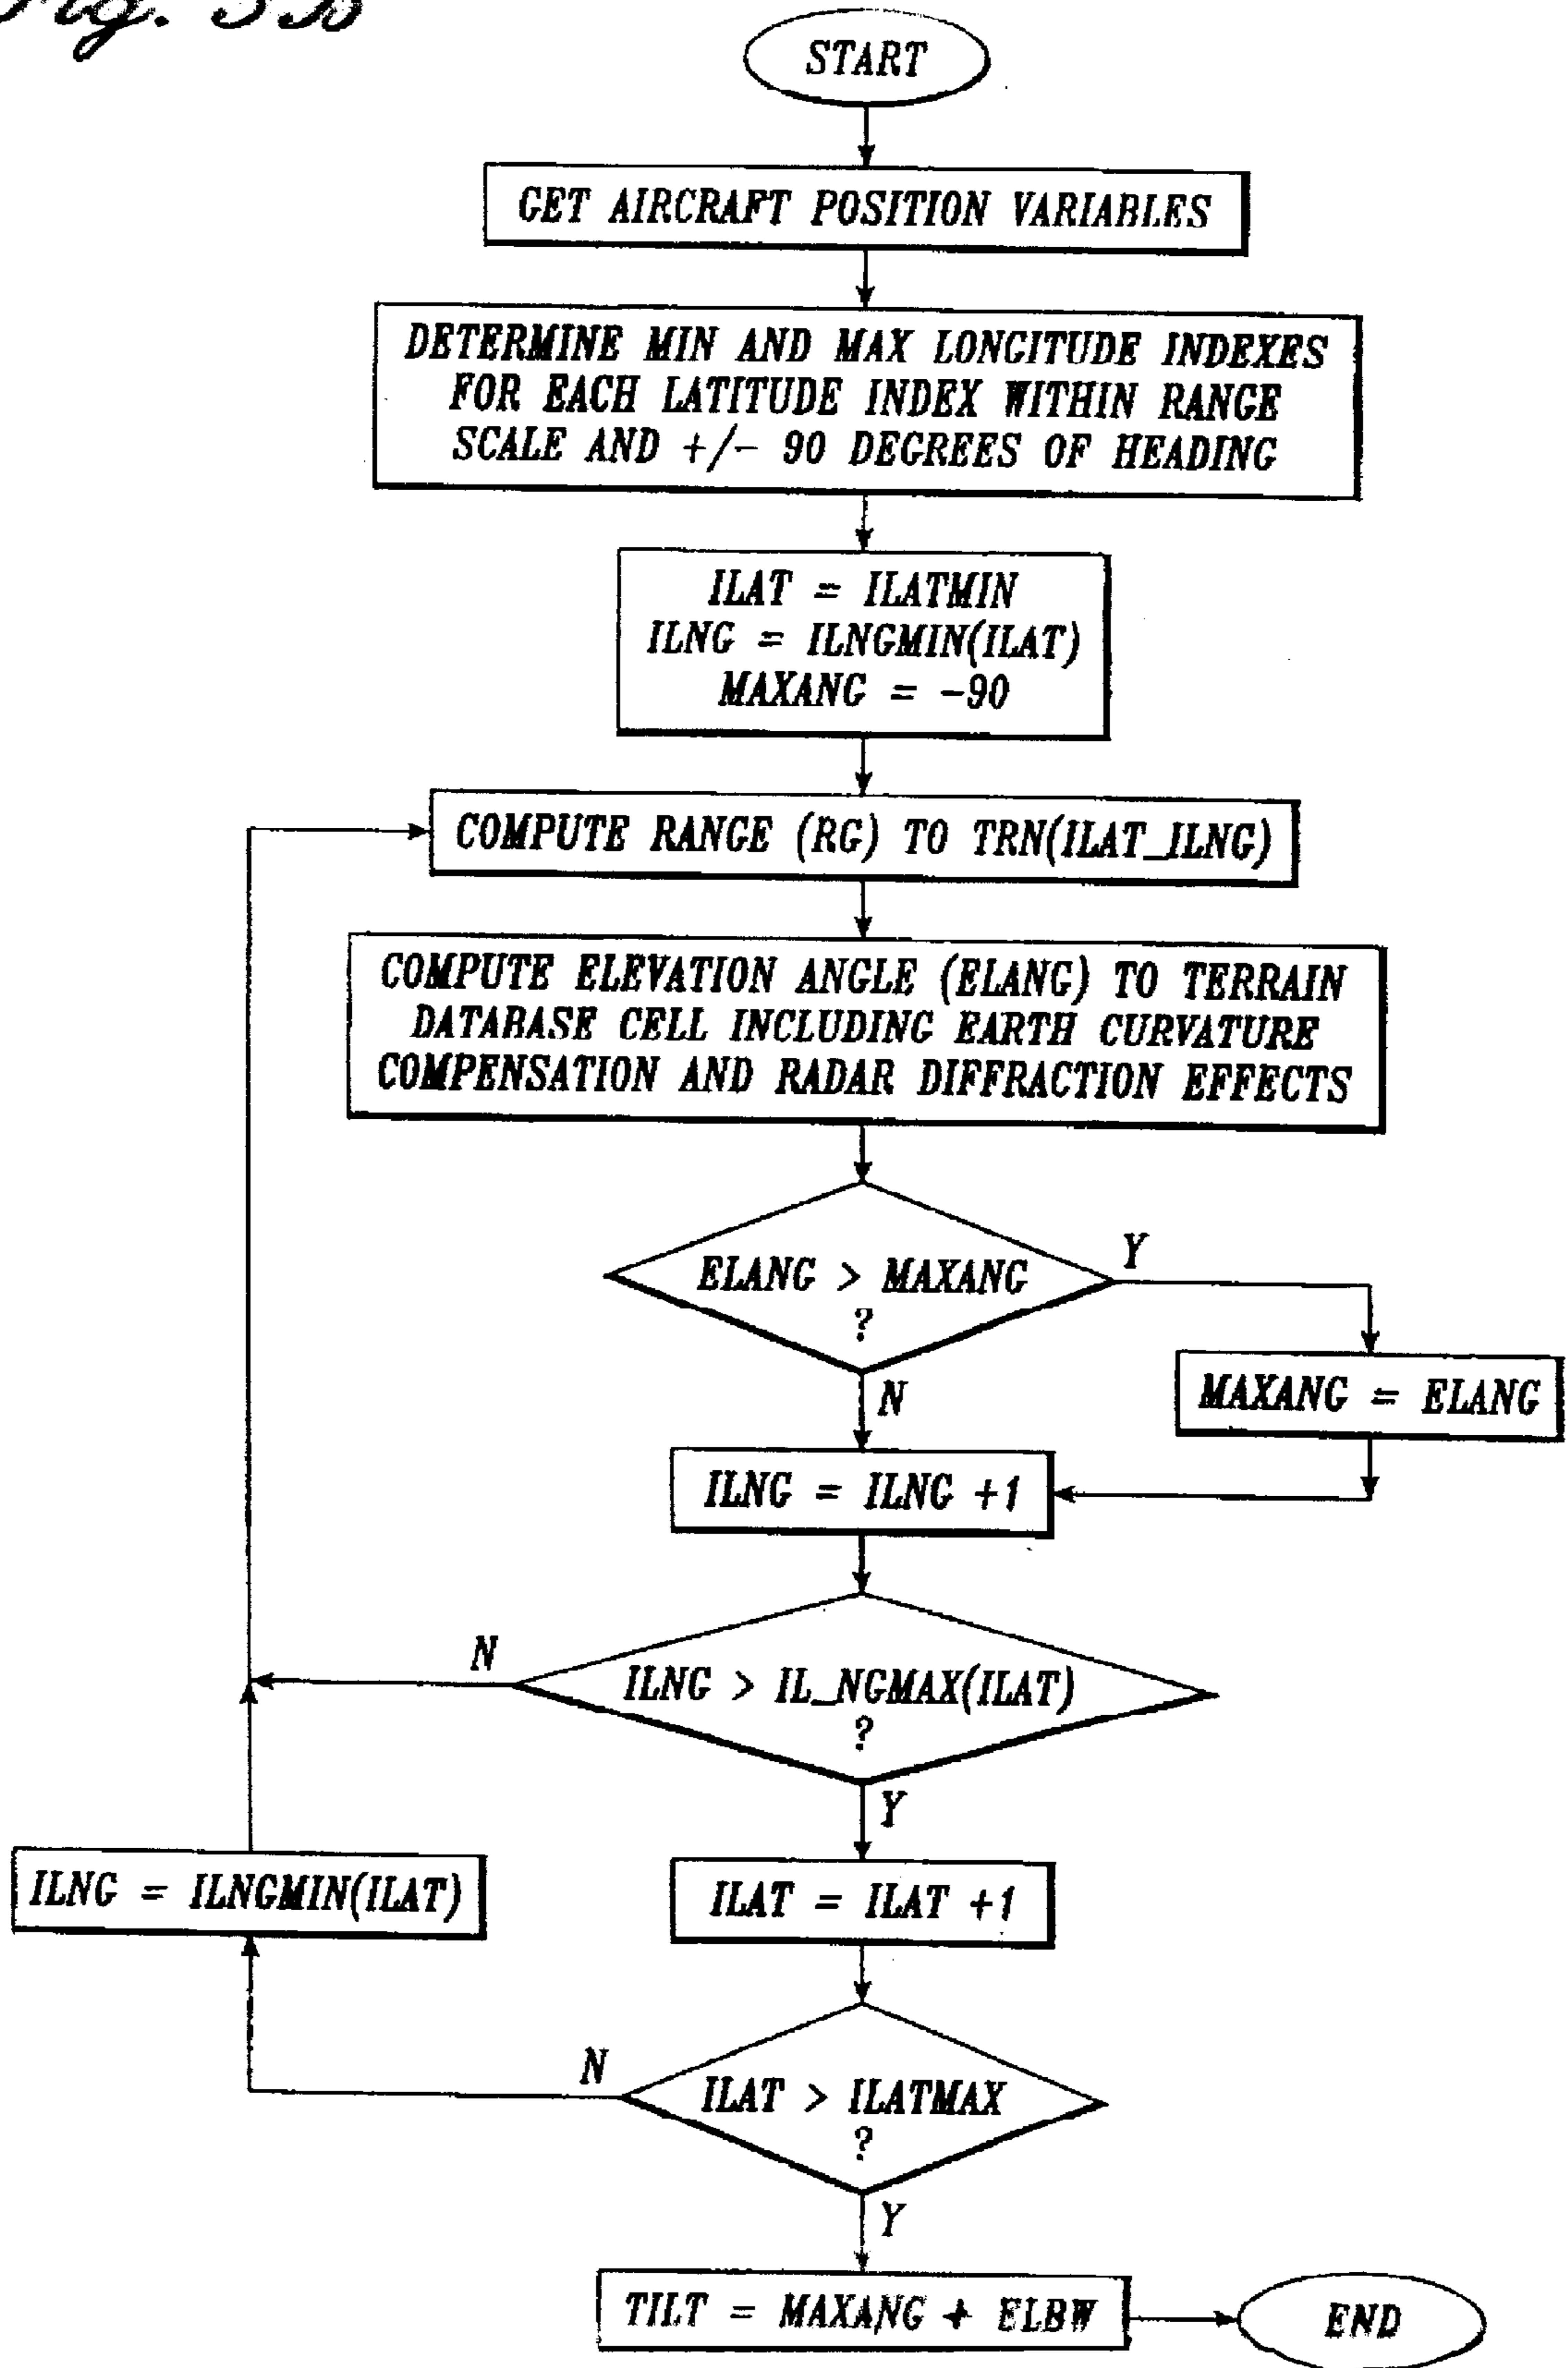 Fig. 3B
START
GET AIRCRAFT POSITION VARIABLES
DETERMINE MIN AND MAX LONGITUDE INDEXES
FOR EACH LATITUDE INDEX WITHIN RANGE
SCALE AND +/- 90 DEGREES OF HEADING
ILAT = ILATMIN
ILNG = ILNGMIN(ILAT)
MAXANG = -90
COMPUTE RANGE (RG) TO TRN(ILAT_ILNG)
COMPUTE ELEVATION ANGLE (ELANG) TO TERRAIN
DATABASE CELL INCLUDING EARTH CURVATURE
COMPENSATION AND RADAR DIFFRACTION EFFECTS
ELANG > MAXANG
?
Y
N
MAXANG = ELANG
ILNG = ILNG +1
N
ILNG > IL_NGMAX(ILAT)
?
Y
ILNG = ILNGMIN(ILAT)
ILAT = ILAT +1
N
ILAT > ILATMAX
?
Y
TILT = MAXANG + ELBW
END